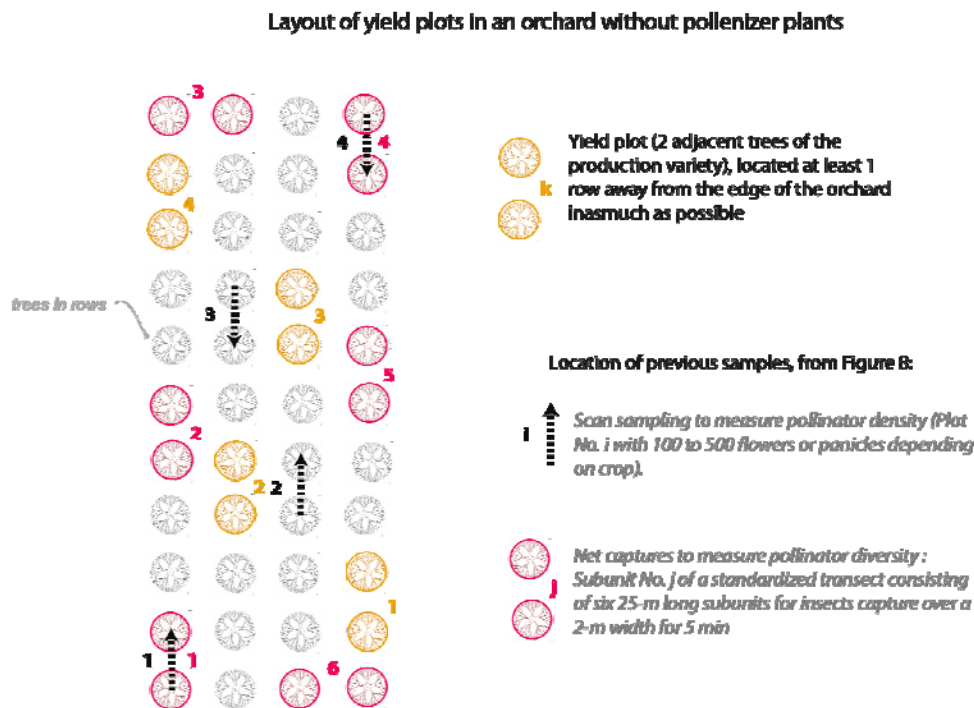 Layout of yield plots in an orchard without pollenizer plants
3
4
4
4
3
3
trees in rows
5
2
2
2
1
6
1
1
Yield plot (2 adjacent trees of the
production variety), located at least 1
k
row away from the edge of the orchard
inasmuch as possible
Location of previous samples, from Figure 8:
i
Scan sampling to measure pollinator density (Plot
No. i with 100 to 500 flowers or panicles depending
on crop).
Net captures to measure pollinator diversity :
j
Subunit No. j of a standardized transect consisting
of six 25-m long subunits for insects capture over a
2-m width for 5 min